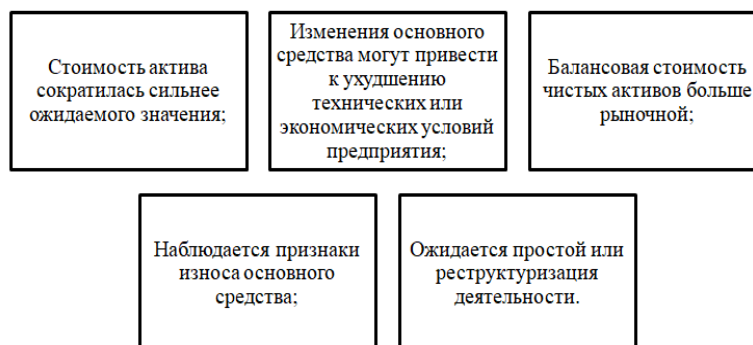 Стоимость актива
сократилась сильнее
ожидаемого значения;
Изменения основного
средства могут привести
к ухудшению
технических или
экономических условий
предприятия;
Балансовая стоимость
чистых активов больше
рыночной;
Наблюдается признаки
износа основного
средства;
Ожидается простой или
реструктуризация
деятельности.